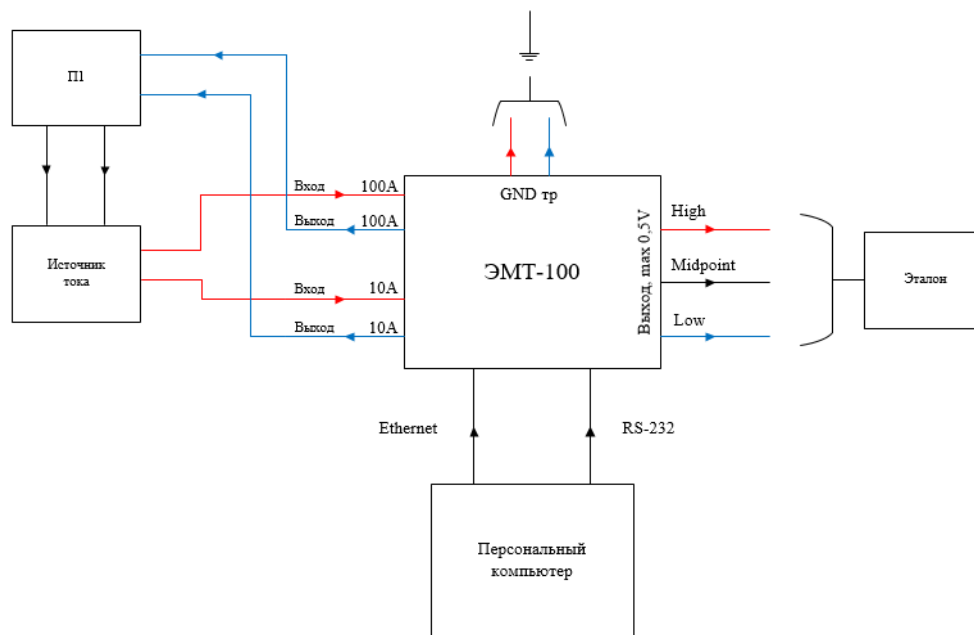 П1
Вход
100А
GND тр
High
Выход
100А
Источник
тока
ЭМТ-100
Выход, max 0,5V
Midpoint
Эталон
Вход
10А
Low
Выход
10А
Ethernet
RS-232
Персональный
компьютер